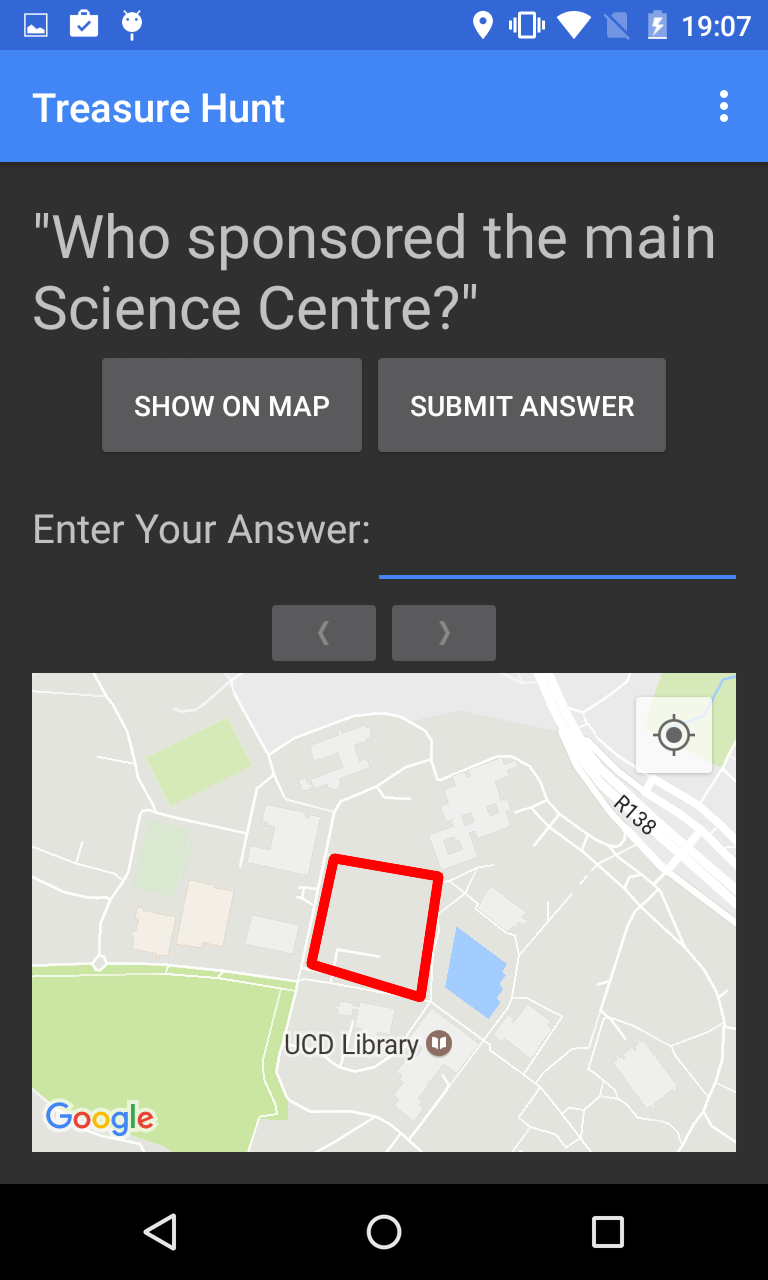 19:07
Treasure Hunt
"Who sponsored the main
Science Centre?"
SHOW ON MAP
SUBMIT ANSWER
Enter Your Answer:
R138
UCD Library
Google